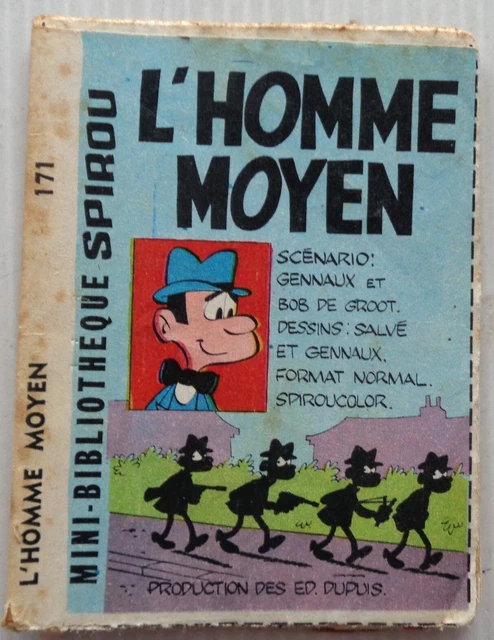 L'HOMME MOYEN
171
MINI-BIBLIOTHEQUE SPIROU
L'HOMME
MOYEN
SCÉNARIO:
GENNAUX ET
BOB DE GROOT.
DESSINS: SALVÉ
ET GENNAUX.
FORMAT NORMAL.
SPIROUCOLOR.
PRODUCTION DES ED. DUPUIS.